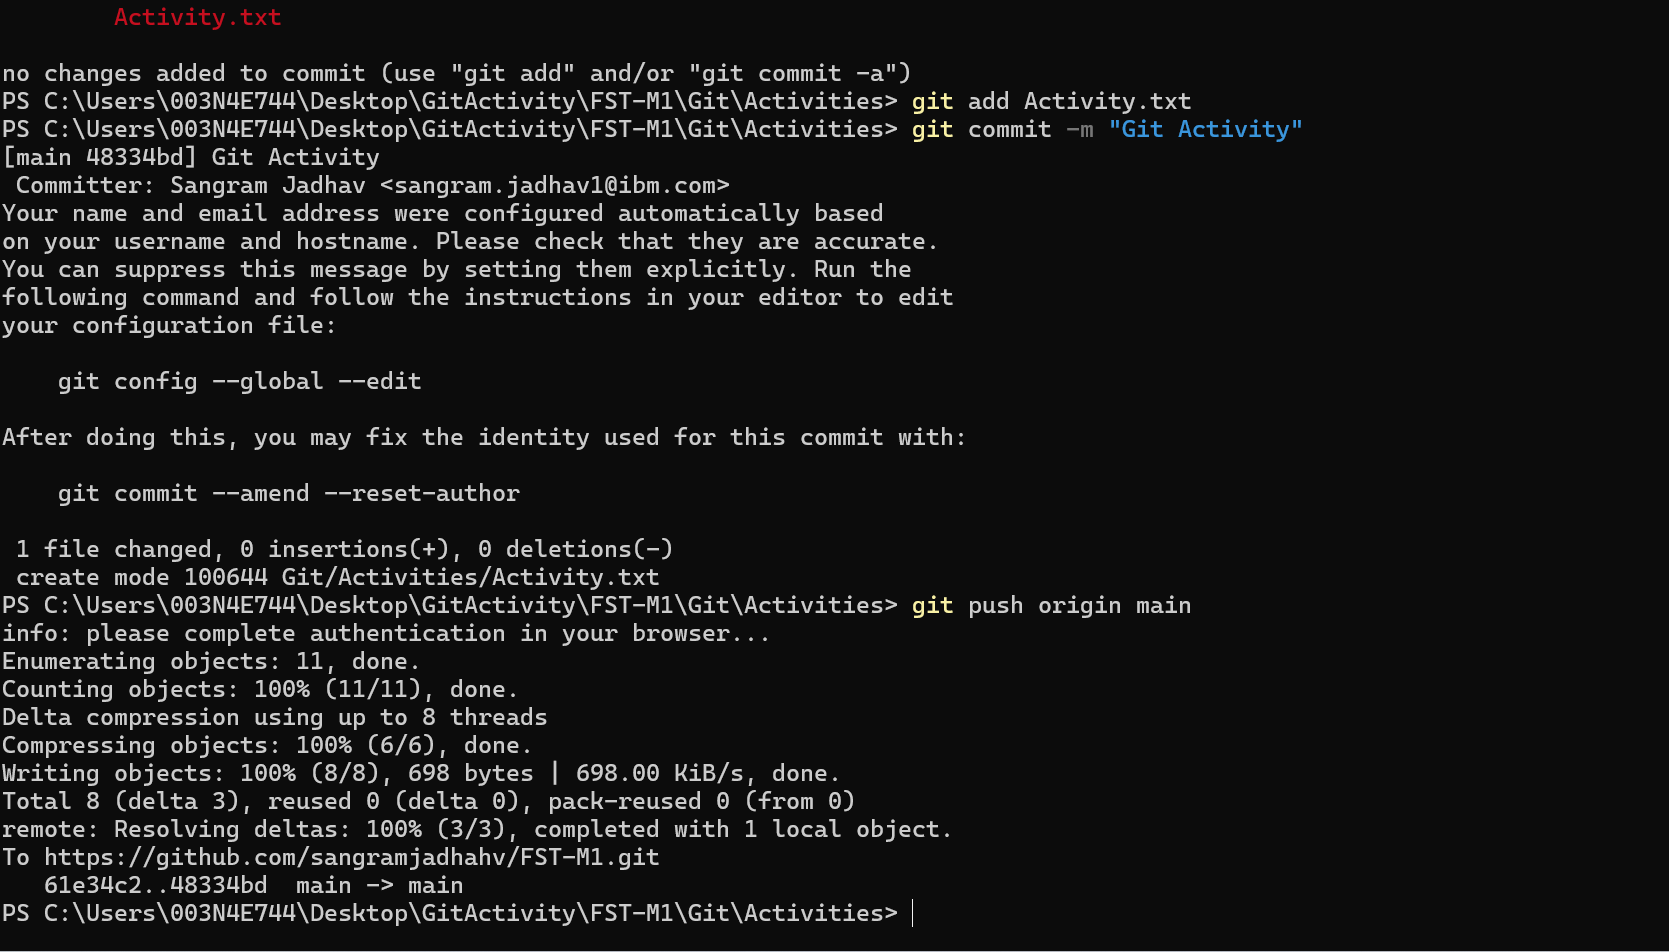 Activity.txt
no changes added to commit (use "git add" and/or "git commit -a")
PS C:\Users\003N4E744\Desktop\GitActivity\FST-M1\Git\Activities> git add Activity.txt
PS C:\Users\003N4E744\Desktop\GitActivity\FST-M1\Git\Activities> git commit -m "Git Activity"
[main 48334bd] Git Activity
 Committer: Sangram Jadhav <sangram.jadhav1@ibm.com>
Your name and email address were configured automatically based
on your username and hostname. Please check that they are accurate.
You can suppress this message by setting them explicitly. Run the
following command and follow the instructions in your editor to edit
your configuration file:
    git config --global --edit
After doing this, you may fix the identity used for this commit with:
    git commit --amend --reset-author
 1 file changed, 0 insertions(+), 0 deletions(-)
 create mode 100644 Git/Activities/Activity.txt
PS C:\Users\003N4E744\Desktop\GitActivity\FST-M1\Git\Activities> git push origin main
info: please complete authentication in your browser...
Enumerating objects: 11, done.
Counting objects: 100% (11/11), done.
Delta compression using up to 8 threads
Compressing objects: 100% (6/6), done.
Writing objects: 100% (8/8), 698 bytes | 698.00 KiB/s, done.
Total 8 (delta 3), reused 0 (delta 0), pack-reused 0 (from 0)
remote: Resolving deltas: 100% (3/3), completed with 1 local object.
To https://github.com/sangramjadhahv/FST-M1.git
   61e34c2..48334bd  main -> main
PS C:\Users\003N4E744\Desktop\GitActivity\FST-M1\Git\Activities>